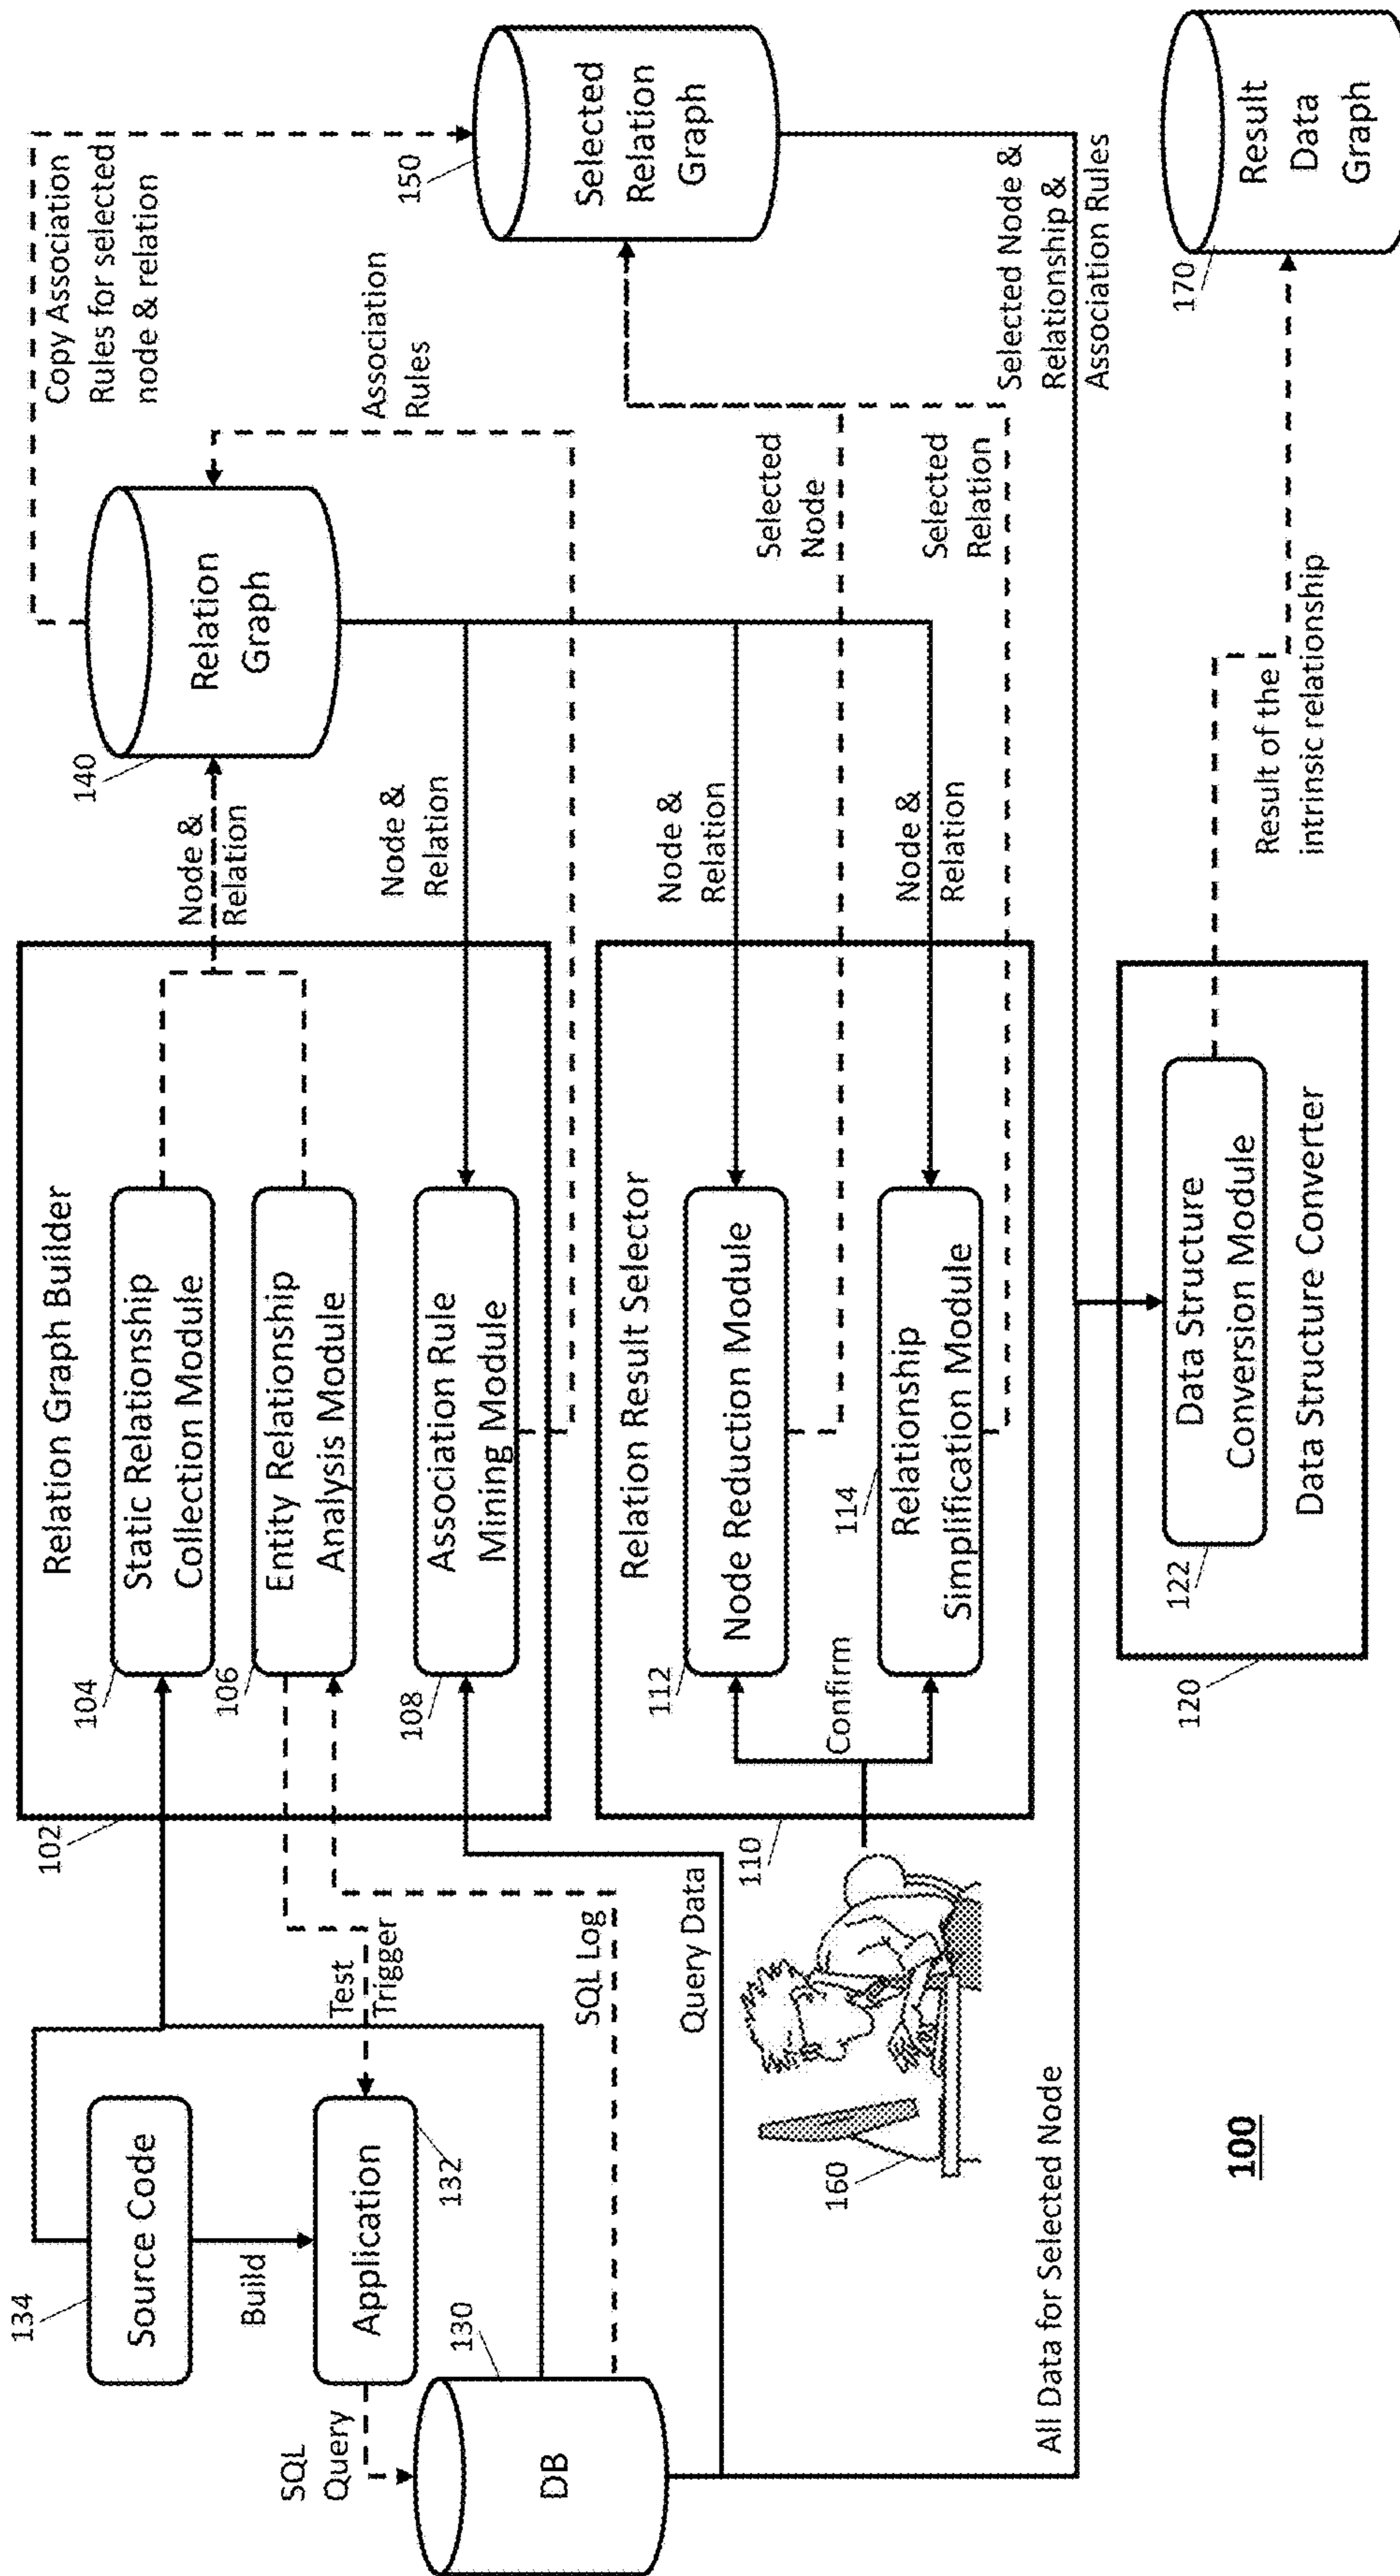 134
Source Code
Build
Application
132
SQL
Query
130
DB
Test
Trigger
SQL Log
Query Data
102
Relation Graph Builder
104
Static Relationship
Collection Module
106
Entity Relationship
Analysis Module
108
Association Rule
Mining Module
Node &
Relation
140
Relation
Graph
Node &
Relation
Association
Rules
Copy Association
Rules for selected
node & relation
150
Selected
Relation
Graph
160
110
Relation Result Selector
Confirm
112
Node Reduction Module
114
Relationship
Simplification Module
Node &
Relation
Node &
Relation
Selected
Node
Selected
Relation
Selected Node &
Relationship &
Association Rules
All Data for Selected Node
120
122
Data Structure
Conversion Module
Data Structure Converter
Result of the
intrinsic relationship
170
Result
Data
Graph
100